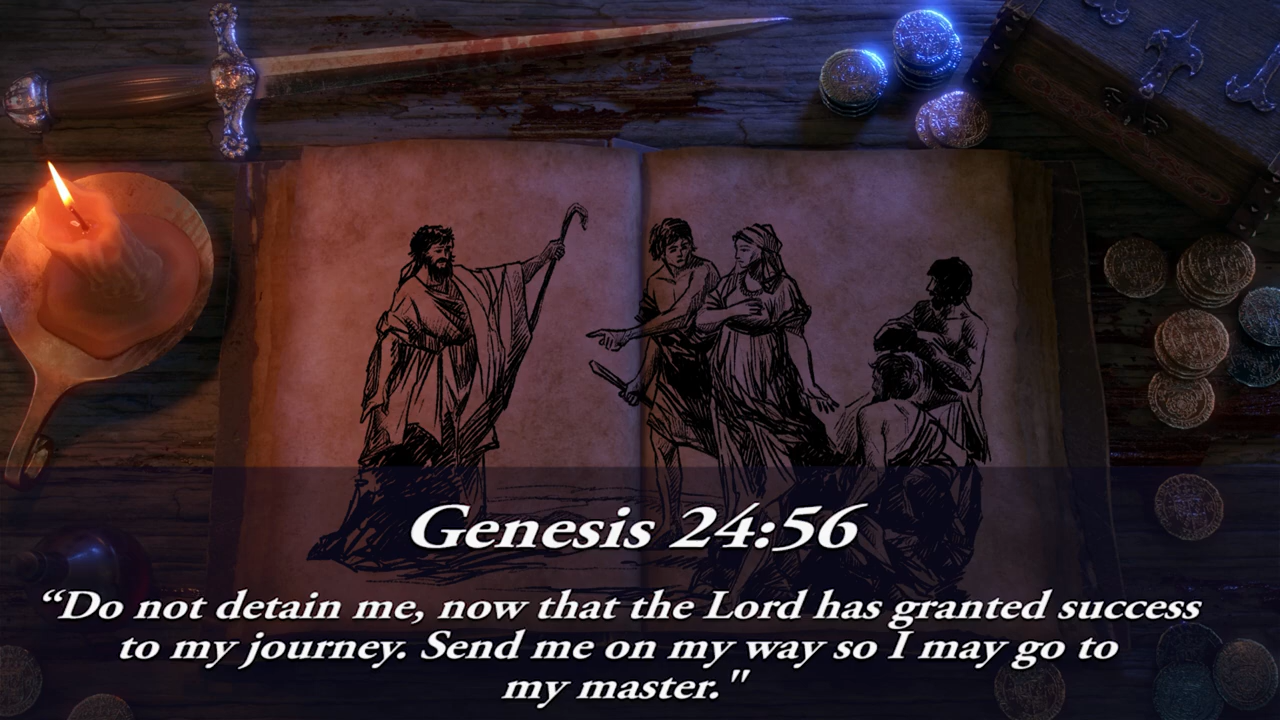 Genesis 24:56
“Do not detain me, now that the Lord has granted success
to my journey. Send me on my way so I may go to
my master."